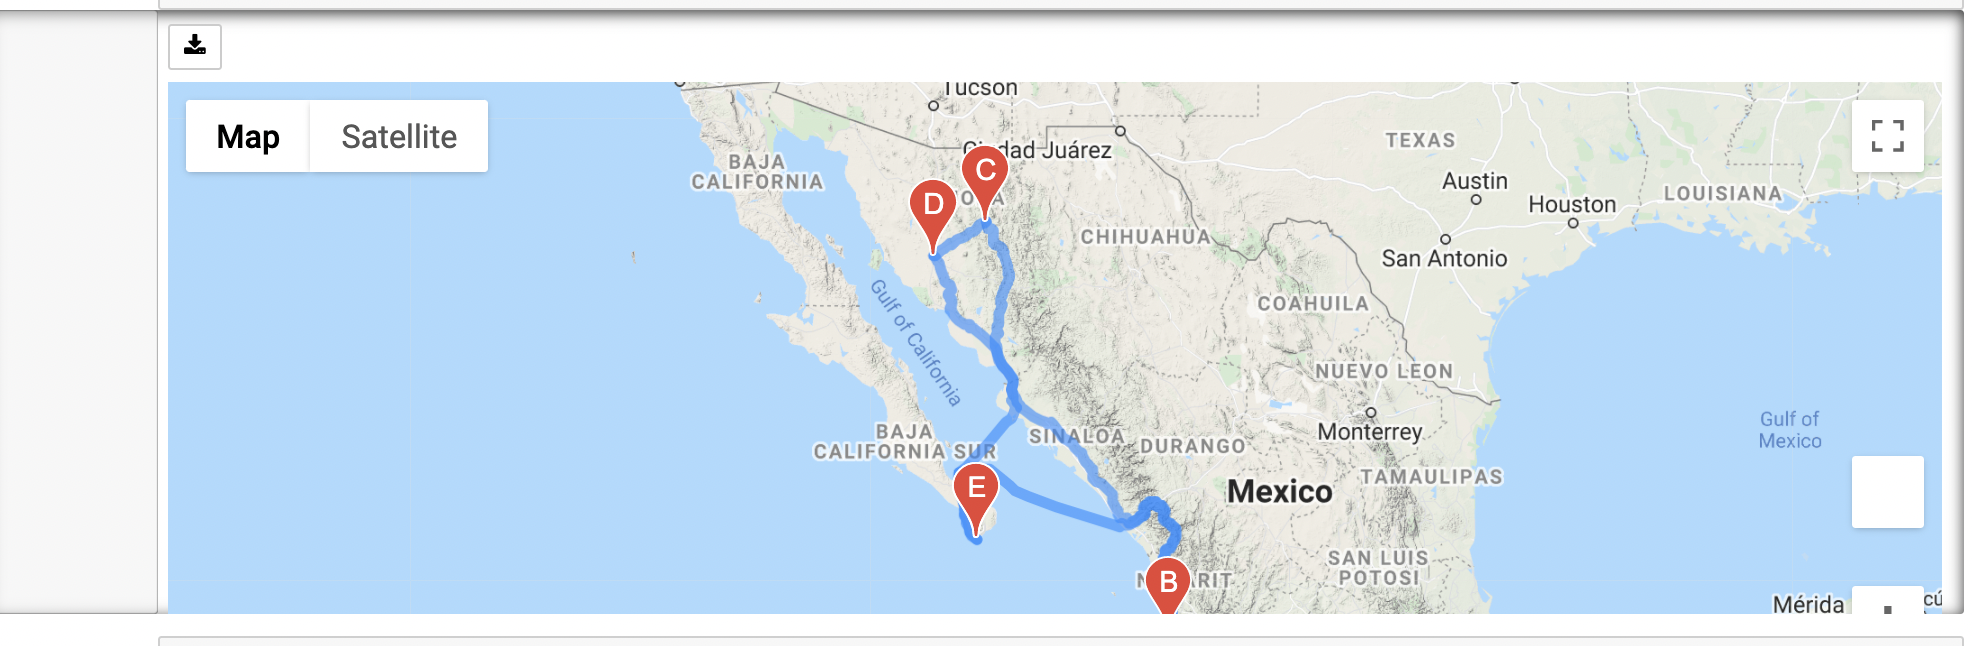 Map
Satellite
Tucson
Ciudad Juárez
BAJA
CALIFORNIA
TEXAS
Austin
Houston
LOUISIANA
San Antonio
C
D
CHIHUAHUA
COAHUILA
Gulf of California
NUEVO LEON
Monterrey
Gulf of
Mexico
BAJA
CALIFORNIA SUR
SINALOA
DURANGO
TAMAULIPAS
Mexico
E
SAN LUIS
POTOSI
B
Mérida